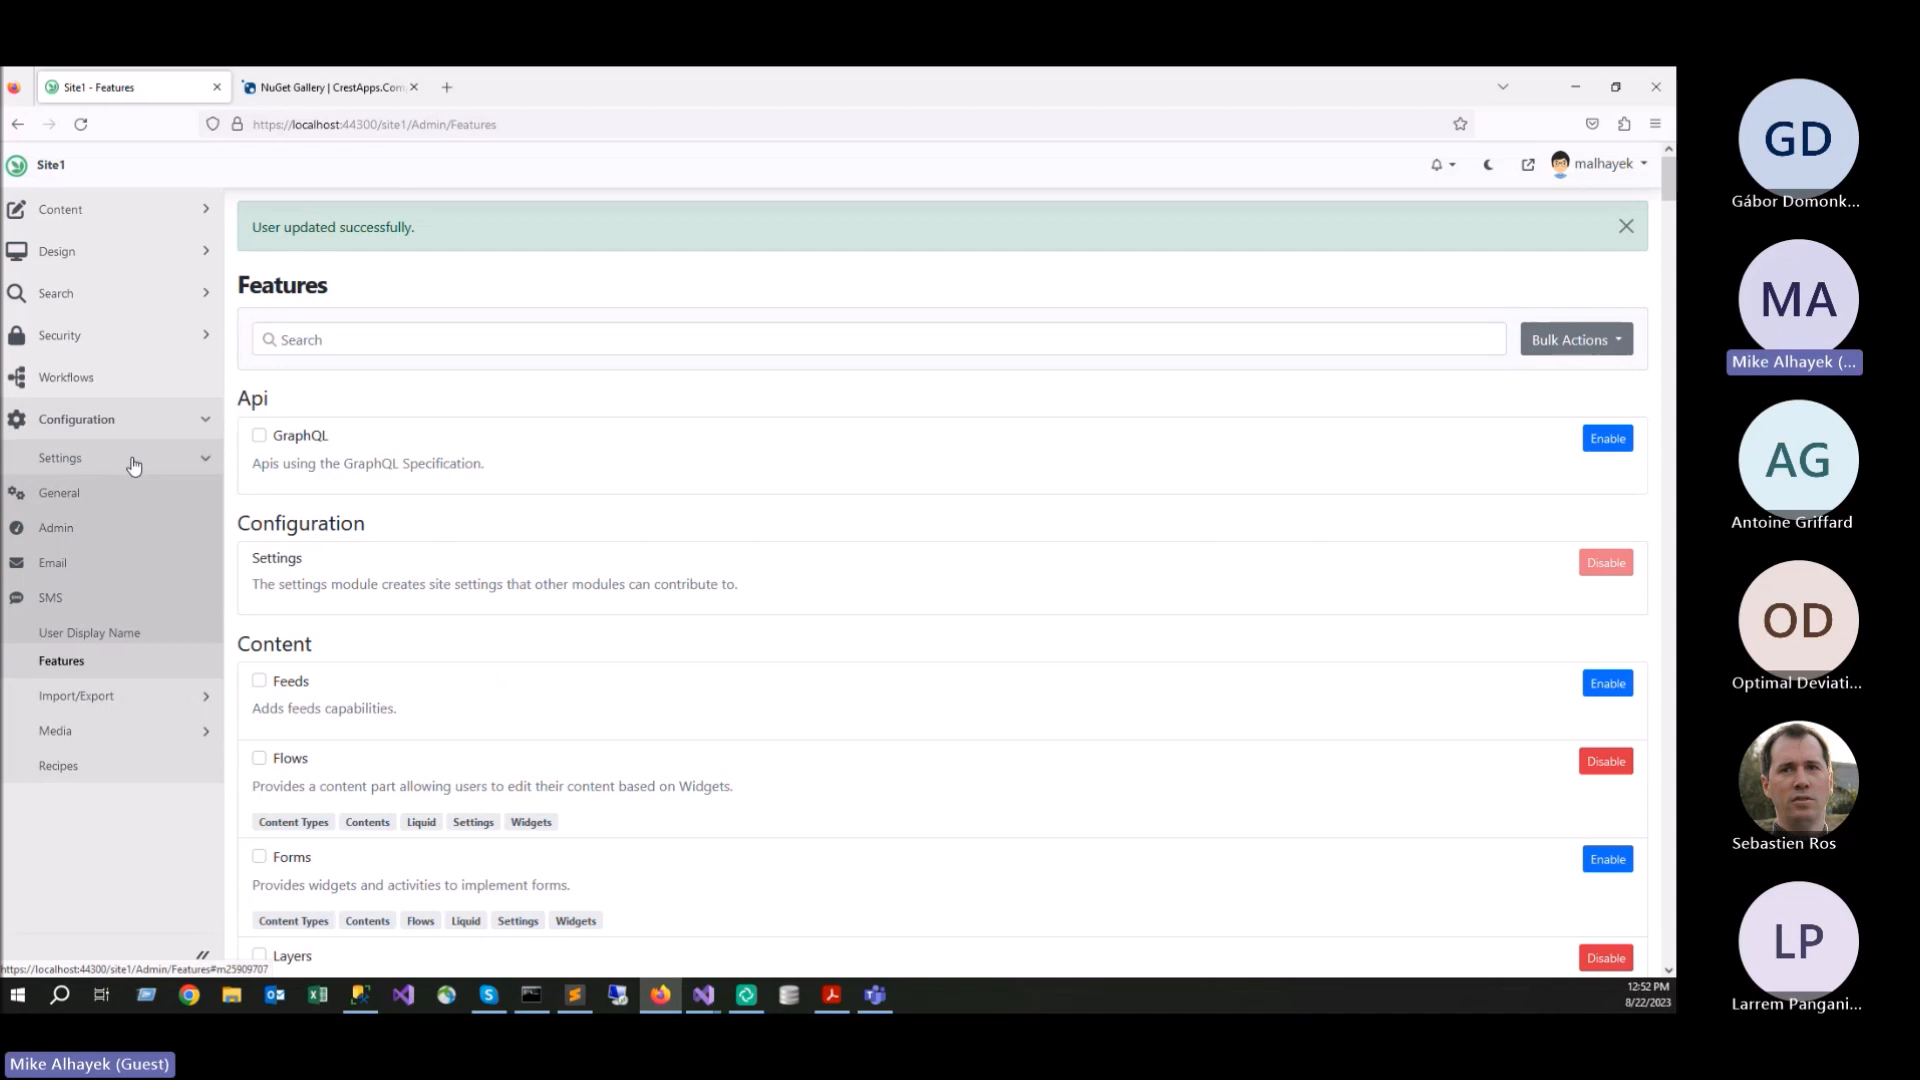 Site1 - Features
NuGet Gallery | CrestApps.Com
https://localhost:44300/site1/Admin/Features
Site1
malhayek
Content
Design
Search
Security
Workflows
Configuration
Settings
General
Admin
Email
SMS
User Display Name
Features
Import/Export
Media
Recipes
User updated successfully.
Features
Search
Bulk Actions
Api
GraphQL
Enable
Apis using the GraphQL Specification.
Configuration
Settings
Disable
The settings module creates site settings that other modules can contribute to.
Content
Feeds
Enable
Adds feeds capabilities.
Flows
Disable
Provides a content part allowing users to edit their content based on Widgets.
Content Types Contents Liquid Settings Widgets
Forms
Enable
Provides widgets and activities to implement forms.
Content Types Contents Flows Liquid Settings Widgets
Layers
Disable
https://localhost:44300/site1/Admin/Features#m25909707
12:52 PM
8/22/2023
GD
Gábor Domonk...
MA
Mike Alhayek (...
AG
Antoine Griffard
OD
Optimal Deviati...
Sebastien Ros
LP
Larrem Pangani...
Mike Alhayek (Guest)